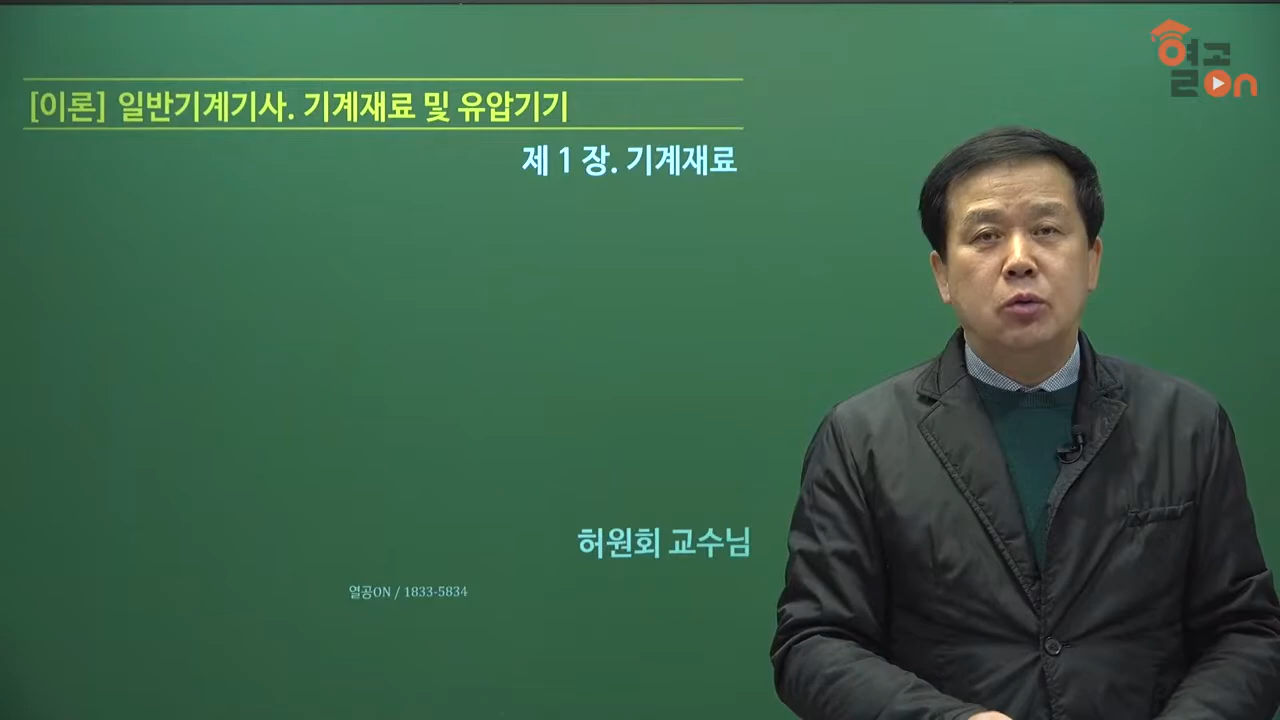 열공
On
[이론] 일반기계기사. 기계재료 및 유압기기
제 1 장. 기계재료
허원회 교수님
열공ON / 1833-5834